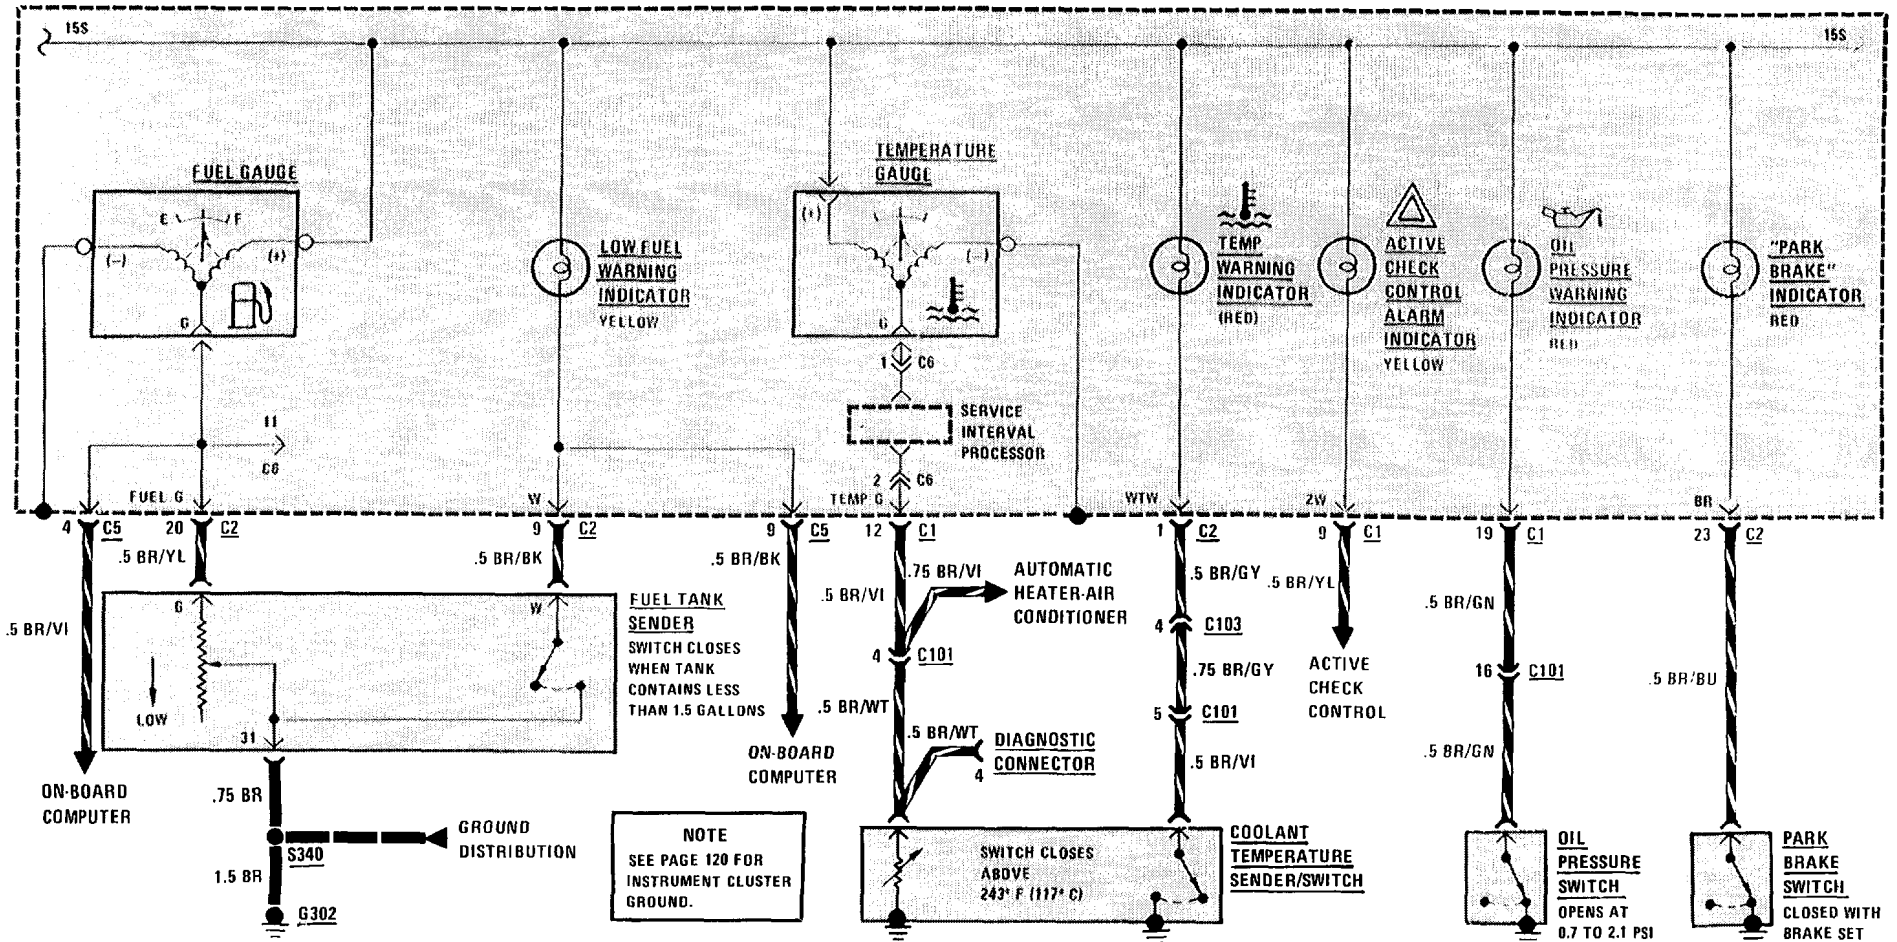 15S
15S
FUEL GAUGE
E
F
(-)
(+)
G
LOW FUEL
WARNING
INDICATOR
YELLOW
TEMPERATURE
GAUGE
(+)
(-)
G
TEMP
WARNING
INDICATOR
(RED)
ACTIVE
CHECK
CONTROL
ALARM
INDICATOR
YELLOW
OIL
PRESSURE
WARNING
INDICATOR
RED
"PARK
BRAKE"
INDICATOR
RED
1 C6
SERVICE
INTERVAL
PROCESSOR
2 C6
11
C6
FUEL G
W
TEMP G
WTW
2W
BR
4 C5
20 C2
9 C2
9 C5
12 C1
1 C2
9 C1
19 C1
23 C2
.5 BR/YL
.5 BR/BK
.5 BR/BK
.75 BR/VI
AUTOMATIC
HEATER-AIR
CONDITIONER
.5 BR/VI
.5 BR/GY
.5 BR/YL
.5 BR/GN
.5 BR/VI
G
W
FUEL TANK
SENDER
SWITCH CLOSES
WHEN TANK
CONTAINS LESS
THAN 1.5 GALLONS
LOW
31
4 C101
4 C103
.75 BR/GY
5 C101
ACTIVE
CHECK
CONTROL
16 C101
.5 BR/BU
.5 BR/WT
.5 BR/WT
DIAGNOSTIC
CONNECTOR
4
.5 BR/VI
.5 BR/GN
ON-BOARD
COMPUTER
ON-BOARD
COMPUTER
.75 BR
S340
GROUND
DISTRIBUTION
1.5 BR
G302
NOTE
SEE PAGE 120 FOR
INSTRUMENT CLUSTER
GROUND.
SWITCH CLOSES
ABOVE
243° F (117° C)
COOLANT
TEMPERATURE
SENDER/SWITCH
OIL
PRESSURE
SWITCH
OPENS AT
0.7 TO 2.1 PSI
PARK
BRAKE
SWITCH
CLOSED WITH
BRAKE SET